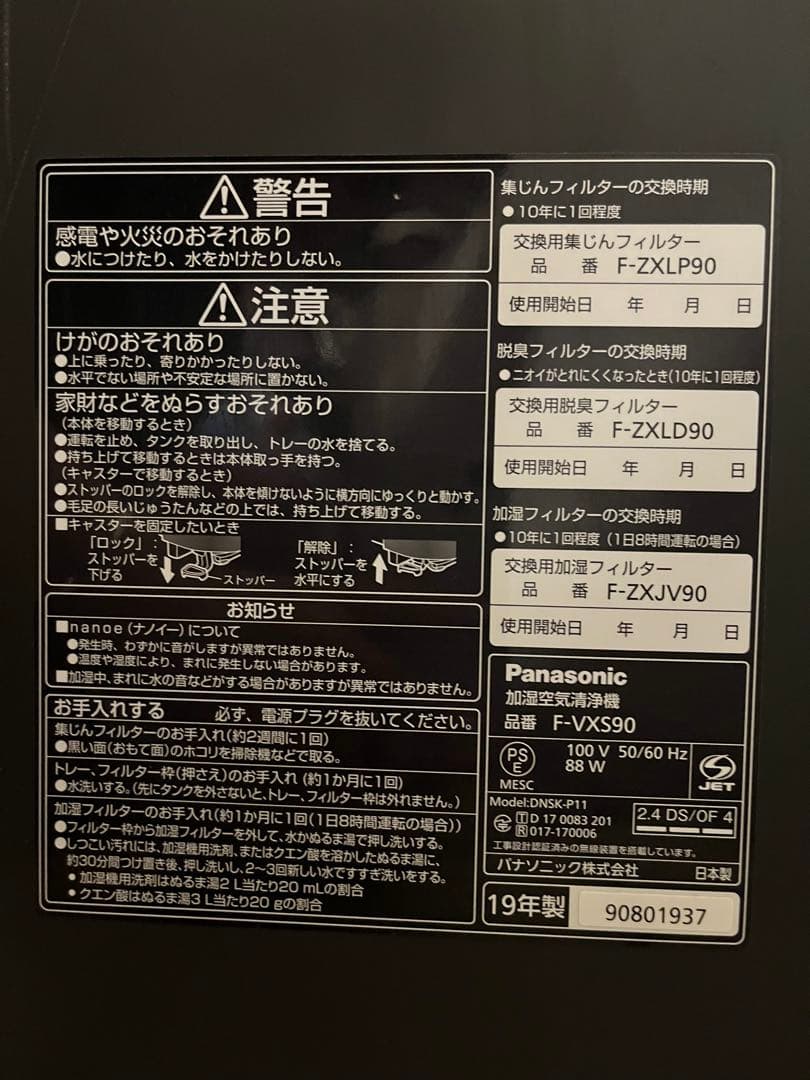 警告
感電や火災のおそれあり
●水につけたり、水をかけたりしない。
注意
けがのおそれあり
●上に乗ったり、寄りかかったりしない。
●水平でない場所や不安定な場所に置かない。
家財などをぬらすおそれあり
(本体を移動するとき)
●運転を止め、タンクを取り出し、トレーの水を捨てる。
●持ち上げて移動するときは本体取っ手を持つ。
(キャスターで移動するとき)
●ストッパーのロックを解除し、本体を傾けないように横方向にゆっくりと動かす。
●毛足の長いじゅうたんなどの上では、持ち上げて移動する。
■キャスターを固定したいとき
「ロック」:
ストッパーを
下げる
ストッパー
「解除」:
ストッパーを
水平にする
お知らせ
■nanoe(ナノイー)について
●発生時、わずかに音がしますが異常ではありません。
●温度や湿度により、まれに発生しない場合があります。
■加湿中、まれに水の音などがする場合がありますが異常ではありません。
お手入れする 必ず、電源プラグを抜いてください。
集じんフィルターのお手入れ(約2週間に1回)
●黒い面(おもて面)のホコリを掃除機などで取る。
トレー、フィルター枠(押さえ)のお手入れ(約1か月に1回)
●水洗いする。(先にタンクを外さないと、トレー、フィルター枠は外れません。)
加湿フィルターのお手入れ(約1か月に1回(1日8時間運転の場合))
●フィルター枠から加湿フィルターを外して、水かぬるま湯で押し洗いする。
●しつこい汚れには、加湿機用洗剤、またはクエン酸を溶かしたぬるま湯に、
約30分間つけ置き後、押し洗いし、2~3回新しい水ですすぎ洗いをする。
• 加湿機用洗剤はぬるま湯2L当たり20 mLの割合
• クエン酸はぬるま湯3L当たり20 gの割合
集じんフィルターの交換時期
●10年に1回程度
交換用集じんフィルター
品 番 F-ZXLP90
使用開始日 年 月 日
脱臭フィルターの交換時期
●ニオイがとれにくくなったとき(10年に1回程度)
交換用脱臭フィルター
品 番 F-ZXLD90
使用開始日 年 月 日
加湿フィルターの交換時期
●10年に1回程度(1日8時間運転の場合)
交換用加湿フィルター
品 番 F-ZXJV90
使用開始日 年 月 日
Panasonic
加湿空気清浄機
品番 F-VXS90
PS
E
MESC
100 V 50/60 Hz
88 W
JET
Model:DNSK-P11
T D 17 0083 201
R 017-170006
2.4 DS/OF 4
工事設計認証済みの無線装置を搭載しています。
パナソニック株式会社 日本製
19年製 90801937